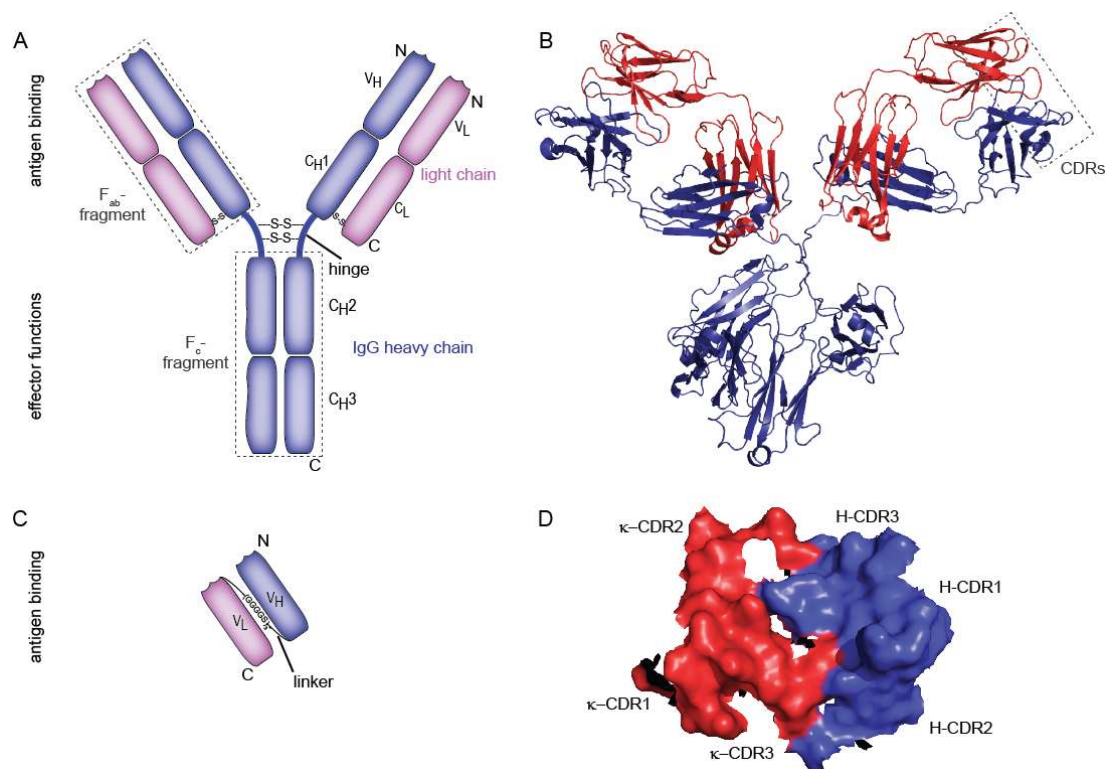 A
antigen binding
effector functions
Fab-
fragment
S-S
N
VH
N
VL
CH1
light chain
CL
S-S
C
S-S
S-S
hinge
CH2
Fc-
fragment
IgG heavy chain
CH3
C
B
CDRs
C
antigen binding
N
VH
VL
C
linker
D
κ–CDR2
H-CDR3
H-CDR1
κ–CDR1
H-CDR2
κ–CDR3